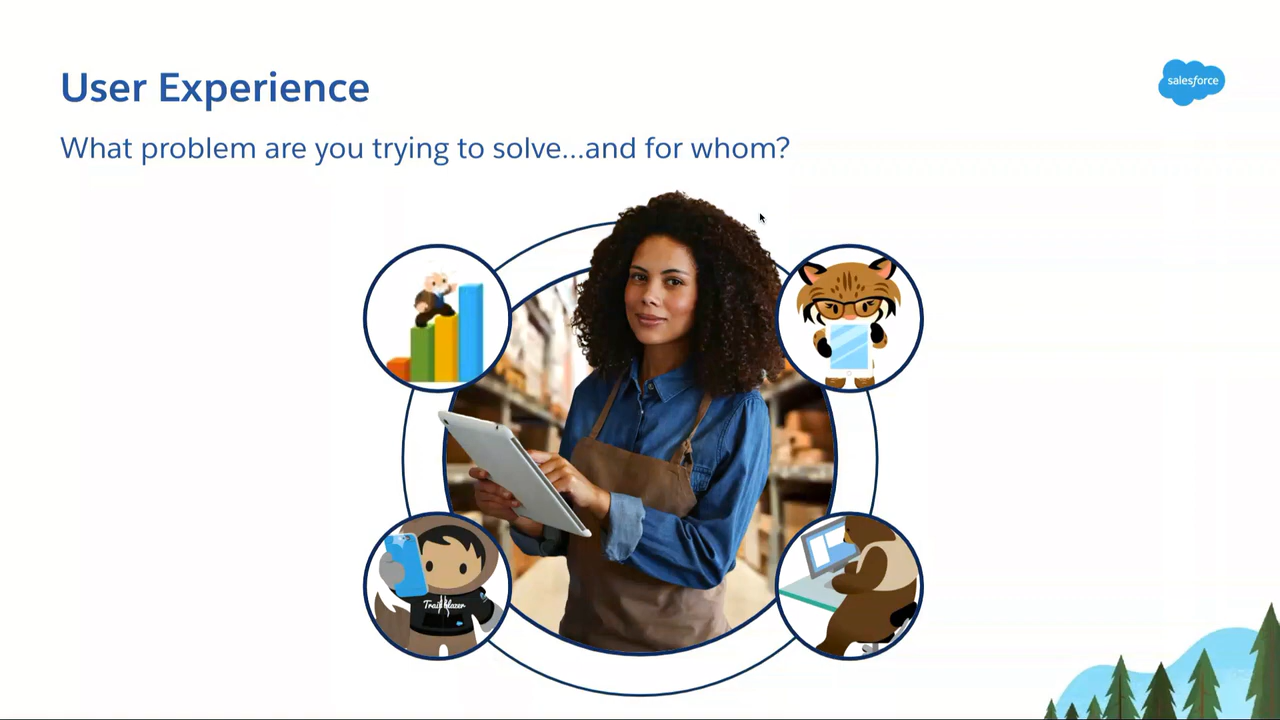 User Experience
salesforce
What problem are you trying to solve...and for whom?
Trailblazer